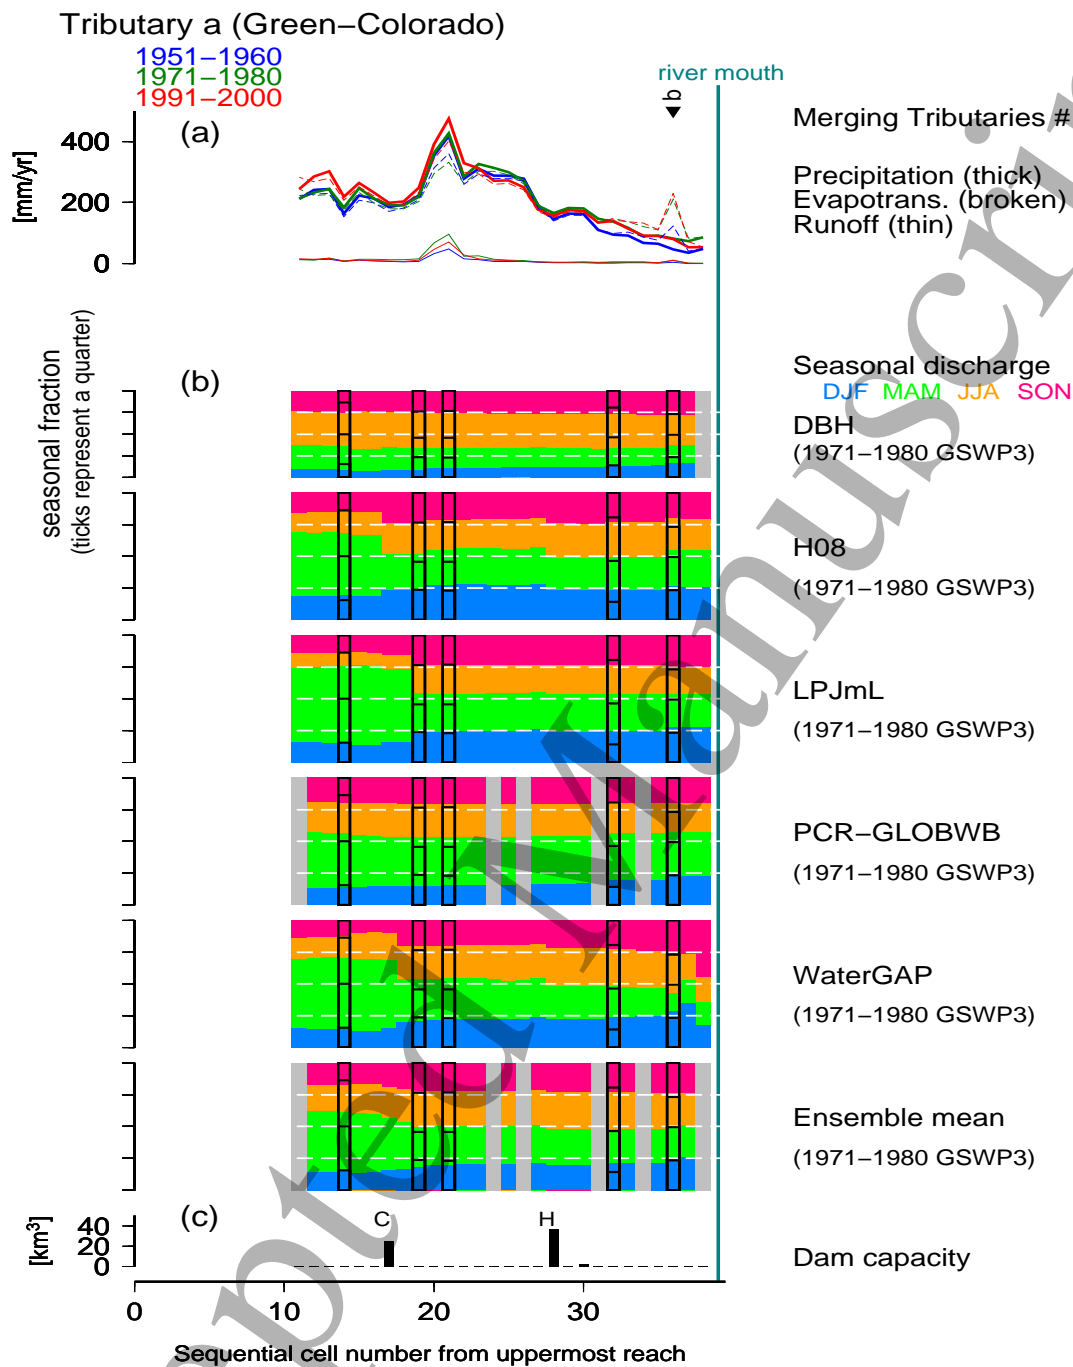 Tributary a (Green−Colorado)
1951−1960
1971−1980
1991−2000
river mouth
b
(a)
[mm/yr]
400
200
0
Merging Tributaries #
Precipitation (thick)
Evapotrans. (broken)
Runoff (thin)
seasonal fraction
(ticks represent a quarter)
(b)
Seasonal discharge
DJF MAM JJA SON
DBH
(1971−1980 GSWP3)
H08
(1971−1980 GSWP3)
LPJmL
(1971−1980 GSWP3)
PCR−GLOBWB
(1971−1980 GSWP3)
WaterGAP
(1971−1980 GSWP3)
Ensemble mean
(1971−1980 GSWP3)
(c)
[km³]
40
20
0
C
H
Dam capacity
0 10 20 30
Sequential cell number from uppermost reach
pted Manuscrip